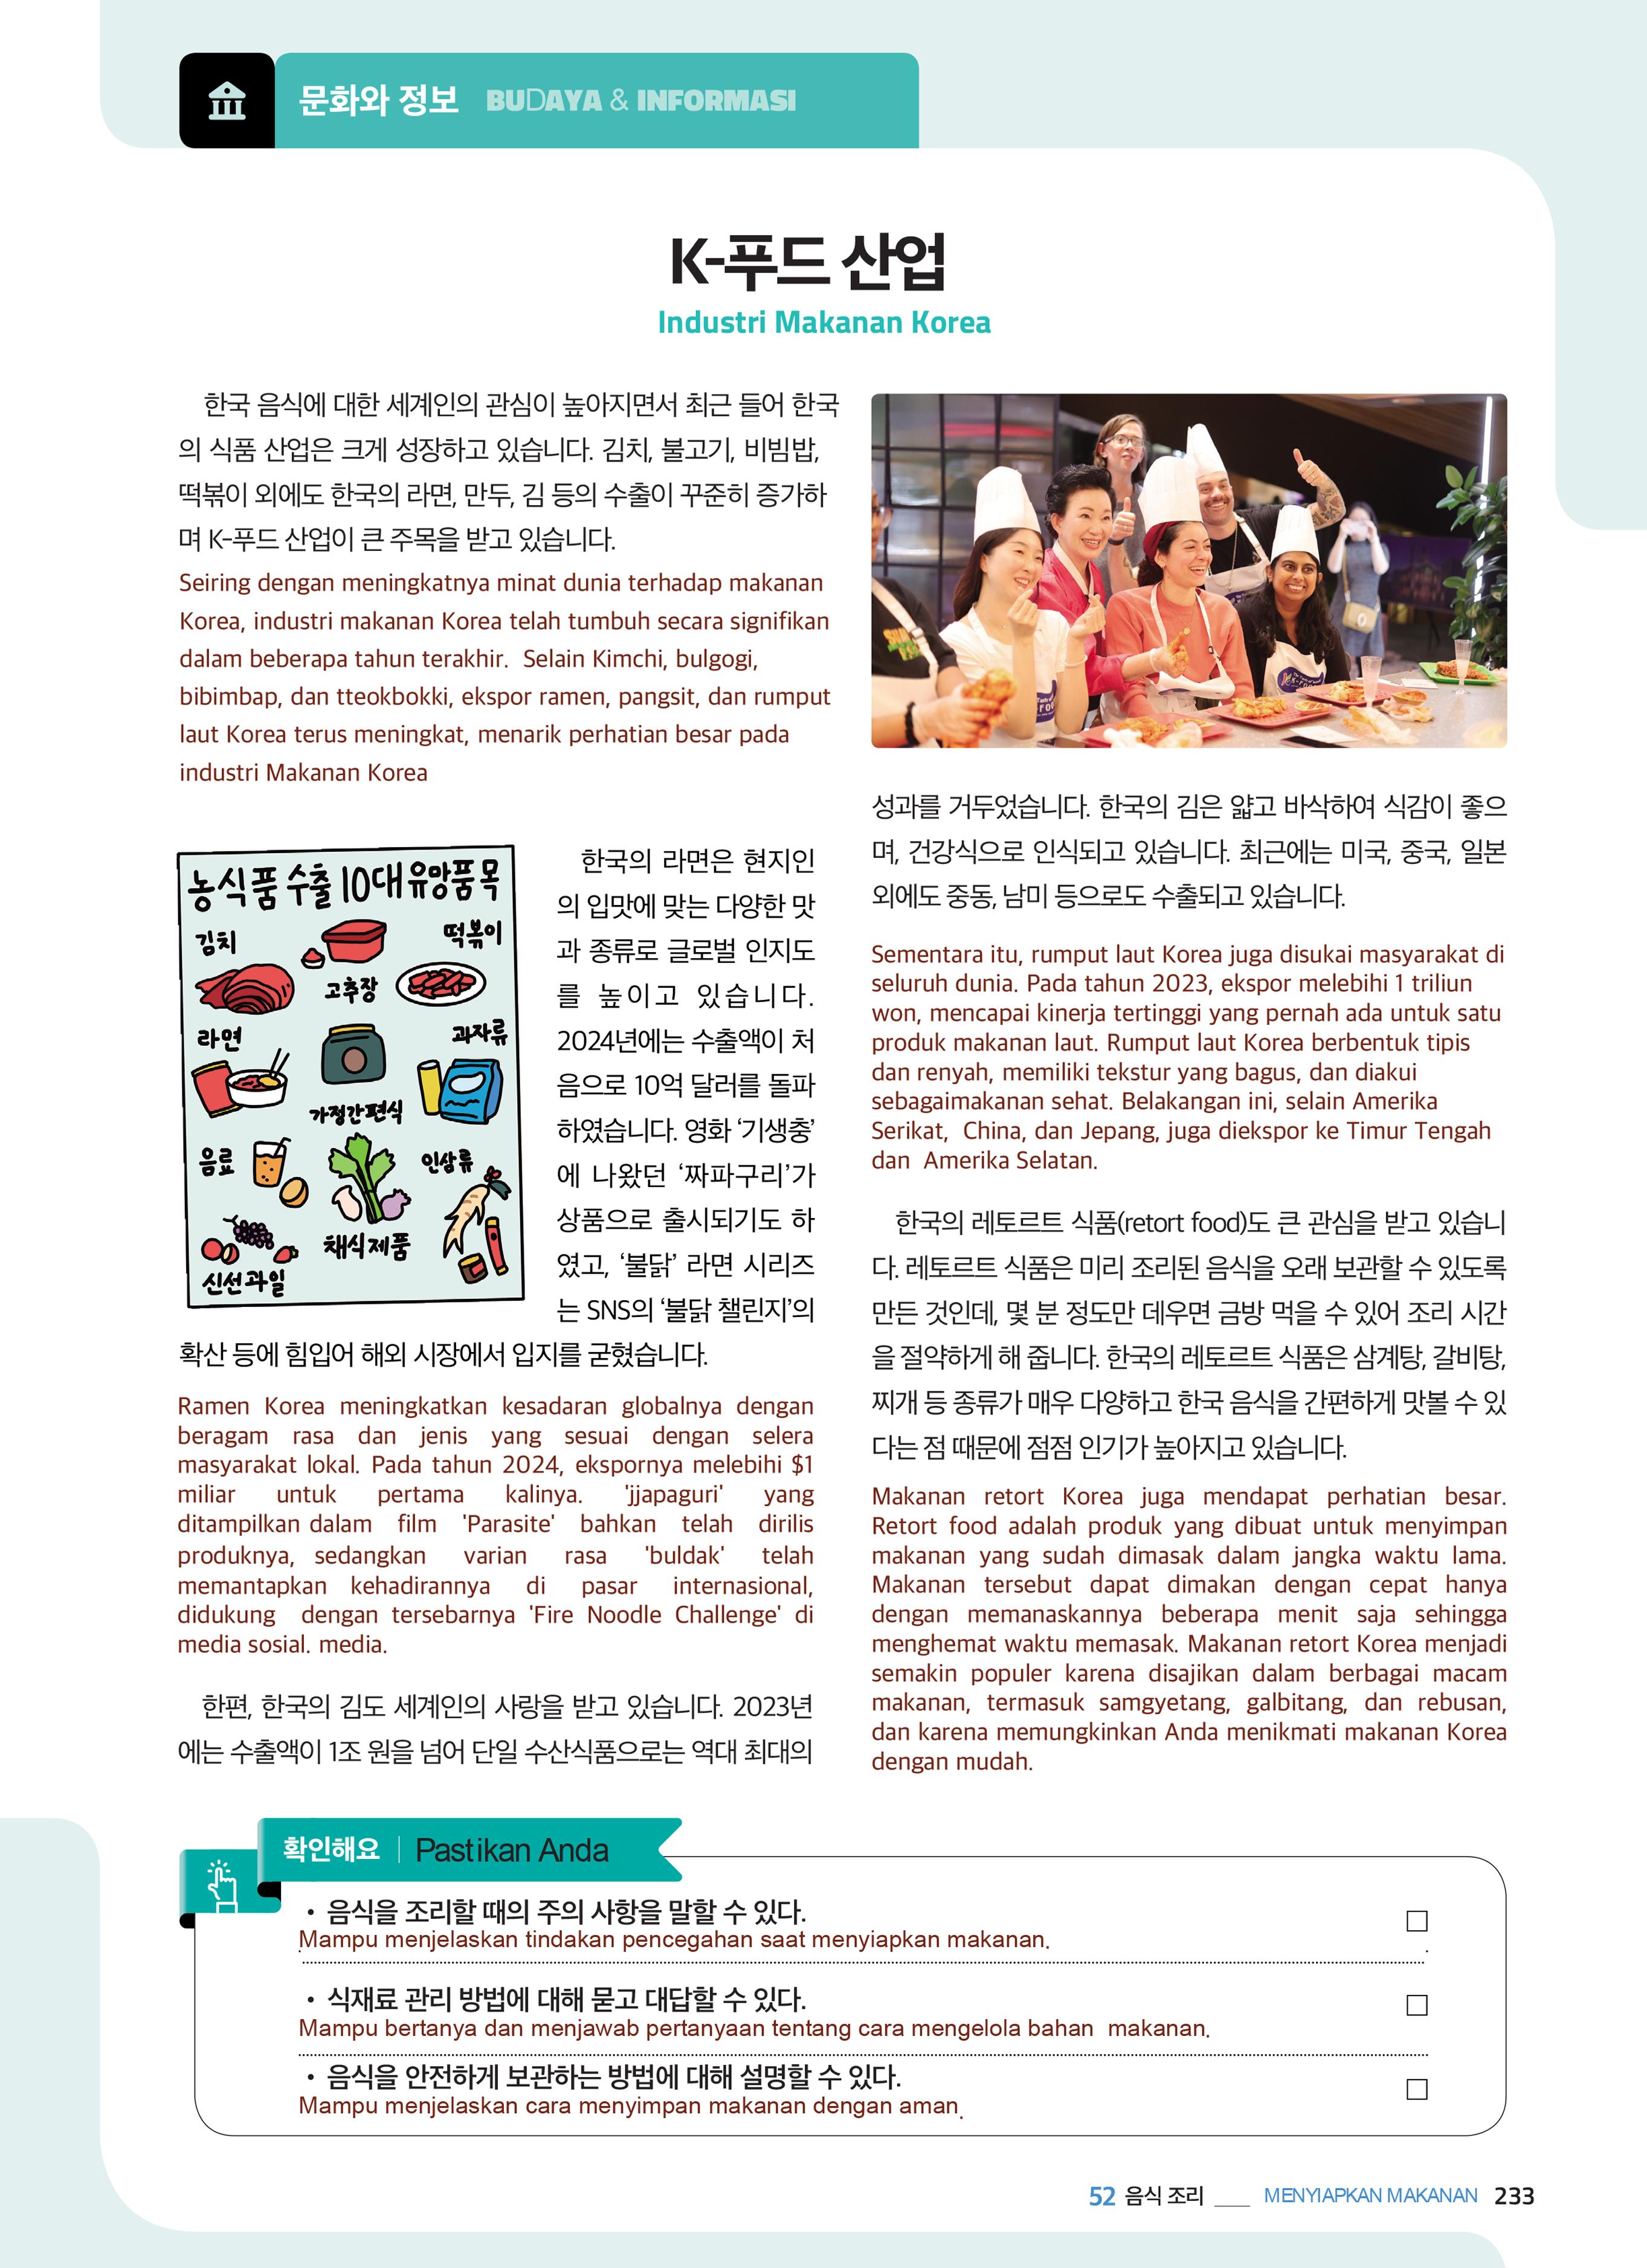 문화와 정보 BUDAYA & INFORMASI
K-푸드 산업
Industri Makanan Korea
한국 음식에 대한 세계인의 관심이 높아지면서 최근 들어 한국
의 식품 산업은 크게 성장하고 있습니다. 김치, 불고기, 비빔밥,
떡볶이 외에도 한국의 라면, 만두, 김 등의 수출이 꾸준히 증가하
며 K-푸드 산업이 큰 주목을 받고 있습니다.
Seiring dengan meningkatnya minat dunia terhadap makanan
Korea, industri makanan Korea telah tumbuh secara signifikan
dalam beberapa tahun terakhir. Selain Kimchi, bulgogi,
bibimbap, dan tteokbokki, ekspor ramen, pangsit, dan rumput
laut Korea terus meningkat, menarik perhatian besar pada
industri Makanan Korea
농식품 수출 10대 유망품목
김치
떡볶이
고추장
라면
과자류
가정간편식
음료
인삼류
채식제품
신선과일
한국의 라면은 현지인
의 입맛에 맞는 다양한 맛
과 종류로 글로벌 인지도
를 높이고 있습니다.
2024년에는 수출액이 처
음으로 10억 달러를 돌파
하였습니다. 영화 ‘기생충’
에 나왔던 ‘짜파구리’가
상품으로 출시되기도 하
였고, ‘불닭’ 라면 시리즈
는 SNS의 ‘불닭 챌린지’의
확산 등에 힘입어 해외 시장에서 입지를 굳혔습니다.
Ramen Korea meningkatkan kesadaran globalnya dengan
beragam rasa dan jenis yang sesuai dengan selera
masyarakat lokal. Pada tahun 2024, ekspornya melebihi $1
miliar untuk pertama kalinya. 'jjapaguri' yang
ditampilkan dalam film 'Parasite' bahkan telah dirilis
produknya, sedangkan varian rasa 'buldak' telah
memantapkan kehadirannya di pasar internasional,
didukung dengan tersebarnya 'Fire Noodle Challenge' di
media sosial. media.
한편, 한국의 김도 세계인의 사랑을 받고 있습니다. 2023년
에는 수출액이 1조 원을 넘어 단일 수산식품으로는 역대 최대의
성과를 거두었습니다. 한국의 김은 얇고 바삭하여 식감이 좋으
며, 건강식으로 인식되고 있습니다. 최근에는 미국, 중국, 일본
외에도 중동, 남미 등으로도 수출되고 있습니다.
Sementara itu, rumput laut Korea juga disukai masyarakat di
seluruh dunia. Pada tahun 2023, ekspor melebihi 1 triliun
won, mencapai kinerja tertinggi yang pernah ada untuk satu
produk makanan laut. Rumput laut Korea berbentuk tipis
dan renyah, memiliki tekstur yang bagus, dan diakui
sebagaimakanan sehat. Belakangan ini, selain Amerika
Serikat, China, dan Jepang, juga diekspor ke Timur Tengah
dan Amerika Selatan.
한국의 레토르트 식품(retort food)도 큰 관심을 받고 있습니
다. 레토르트 식품은 미리 조리된 음식을 오래 보관할 수 있도록
만든 것인데, 몇 분 정도만 데우면 금방 먹을 수 있어 조리 시간
을 절약하게 해 줍니다. 한국의 레토르트 식품은 삼계탕, 갈비탕,
찌개 등 종류가 매우 다양하고 한국 음식을 간편하게 맛볼 수 있
다는 점 때문에 점점 인기가 높아지고 있습니다.
Makanan retort Korea juga mendapat perhatian besar.
Retort food adalah produk yang dibuat untuk menyimpan
makanan yang sudah dimasak dalam jangka waktu lama.
Makanan tersebut dapat dimakan dengan cepat hanya
dengan memanaskannya beberapa menit saja sehingga
menghemat waktu memasak. Makanan retort Korea menjadi
semakin populer karena disajikan dalam berbagai macam
makanan, termasuk samgyetang, galbitang, dan rebusan,
dan karena memungkinkan Anda menikmati makanan Korea
dengan mudah.
확인해요 | Pastikan Anda
• 음식을 조리할 때의 주의 사항을 말할 수 있다.
Mampu menjelaskan tindakan pencegahan saat menyiapkan makanan.
• 식재료 관리 방법에 대해 묻고 대답할 수 있다.
Mampu bertanya dan menjawab pertanyaan tentang cara mengelola bahan makanan.
• 음식을 안전하게 보관하는 방법에 대해 설명할 수 있다.
Mampu menjelaskan cara menyimpan makanan dengan aman.
52 음식 조리 ___ MENYIAPKAN MAKANAN 233